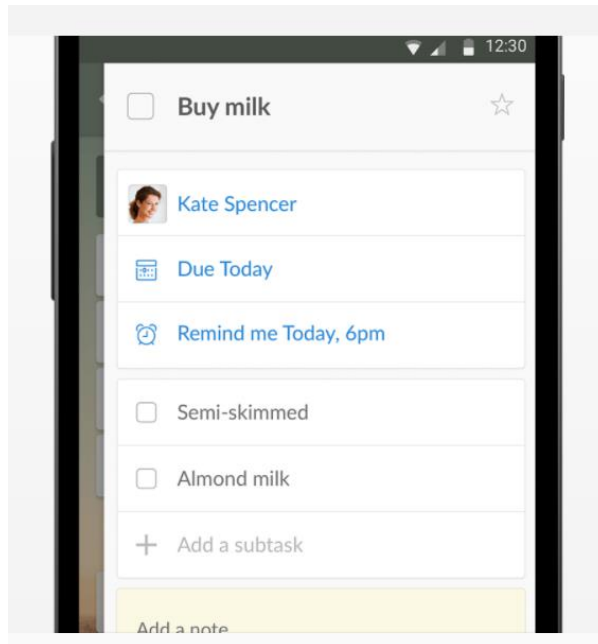 12:30
Buy milk
Kate Spencer
Due Today
Remind me Today, 6pm
Semi-skimmed
Almond milk
Add a subtask
Add a note